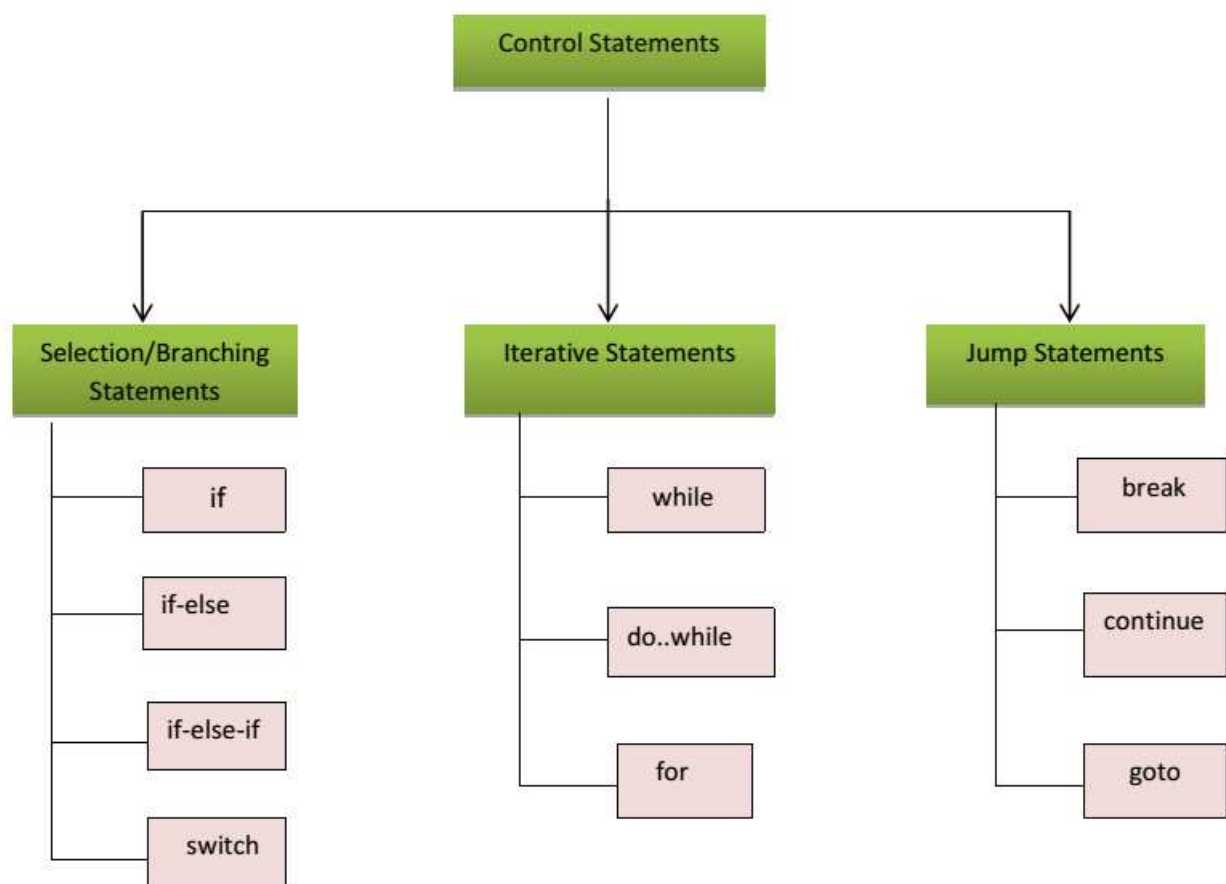 Control Statements
Selection/Branching
Statements
if
if-else
if-else-if
switch
Iterative Statements
while
do..while
for
Jump Statements
break
continue
goto